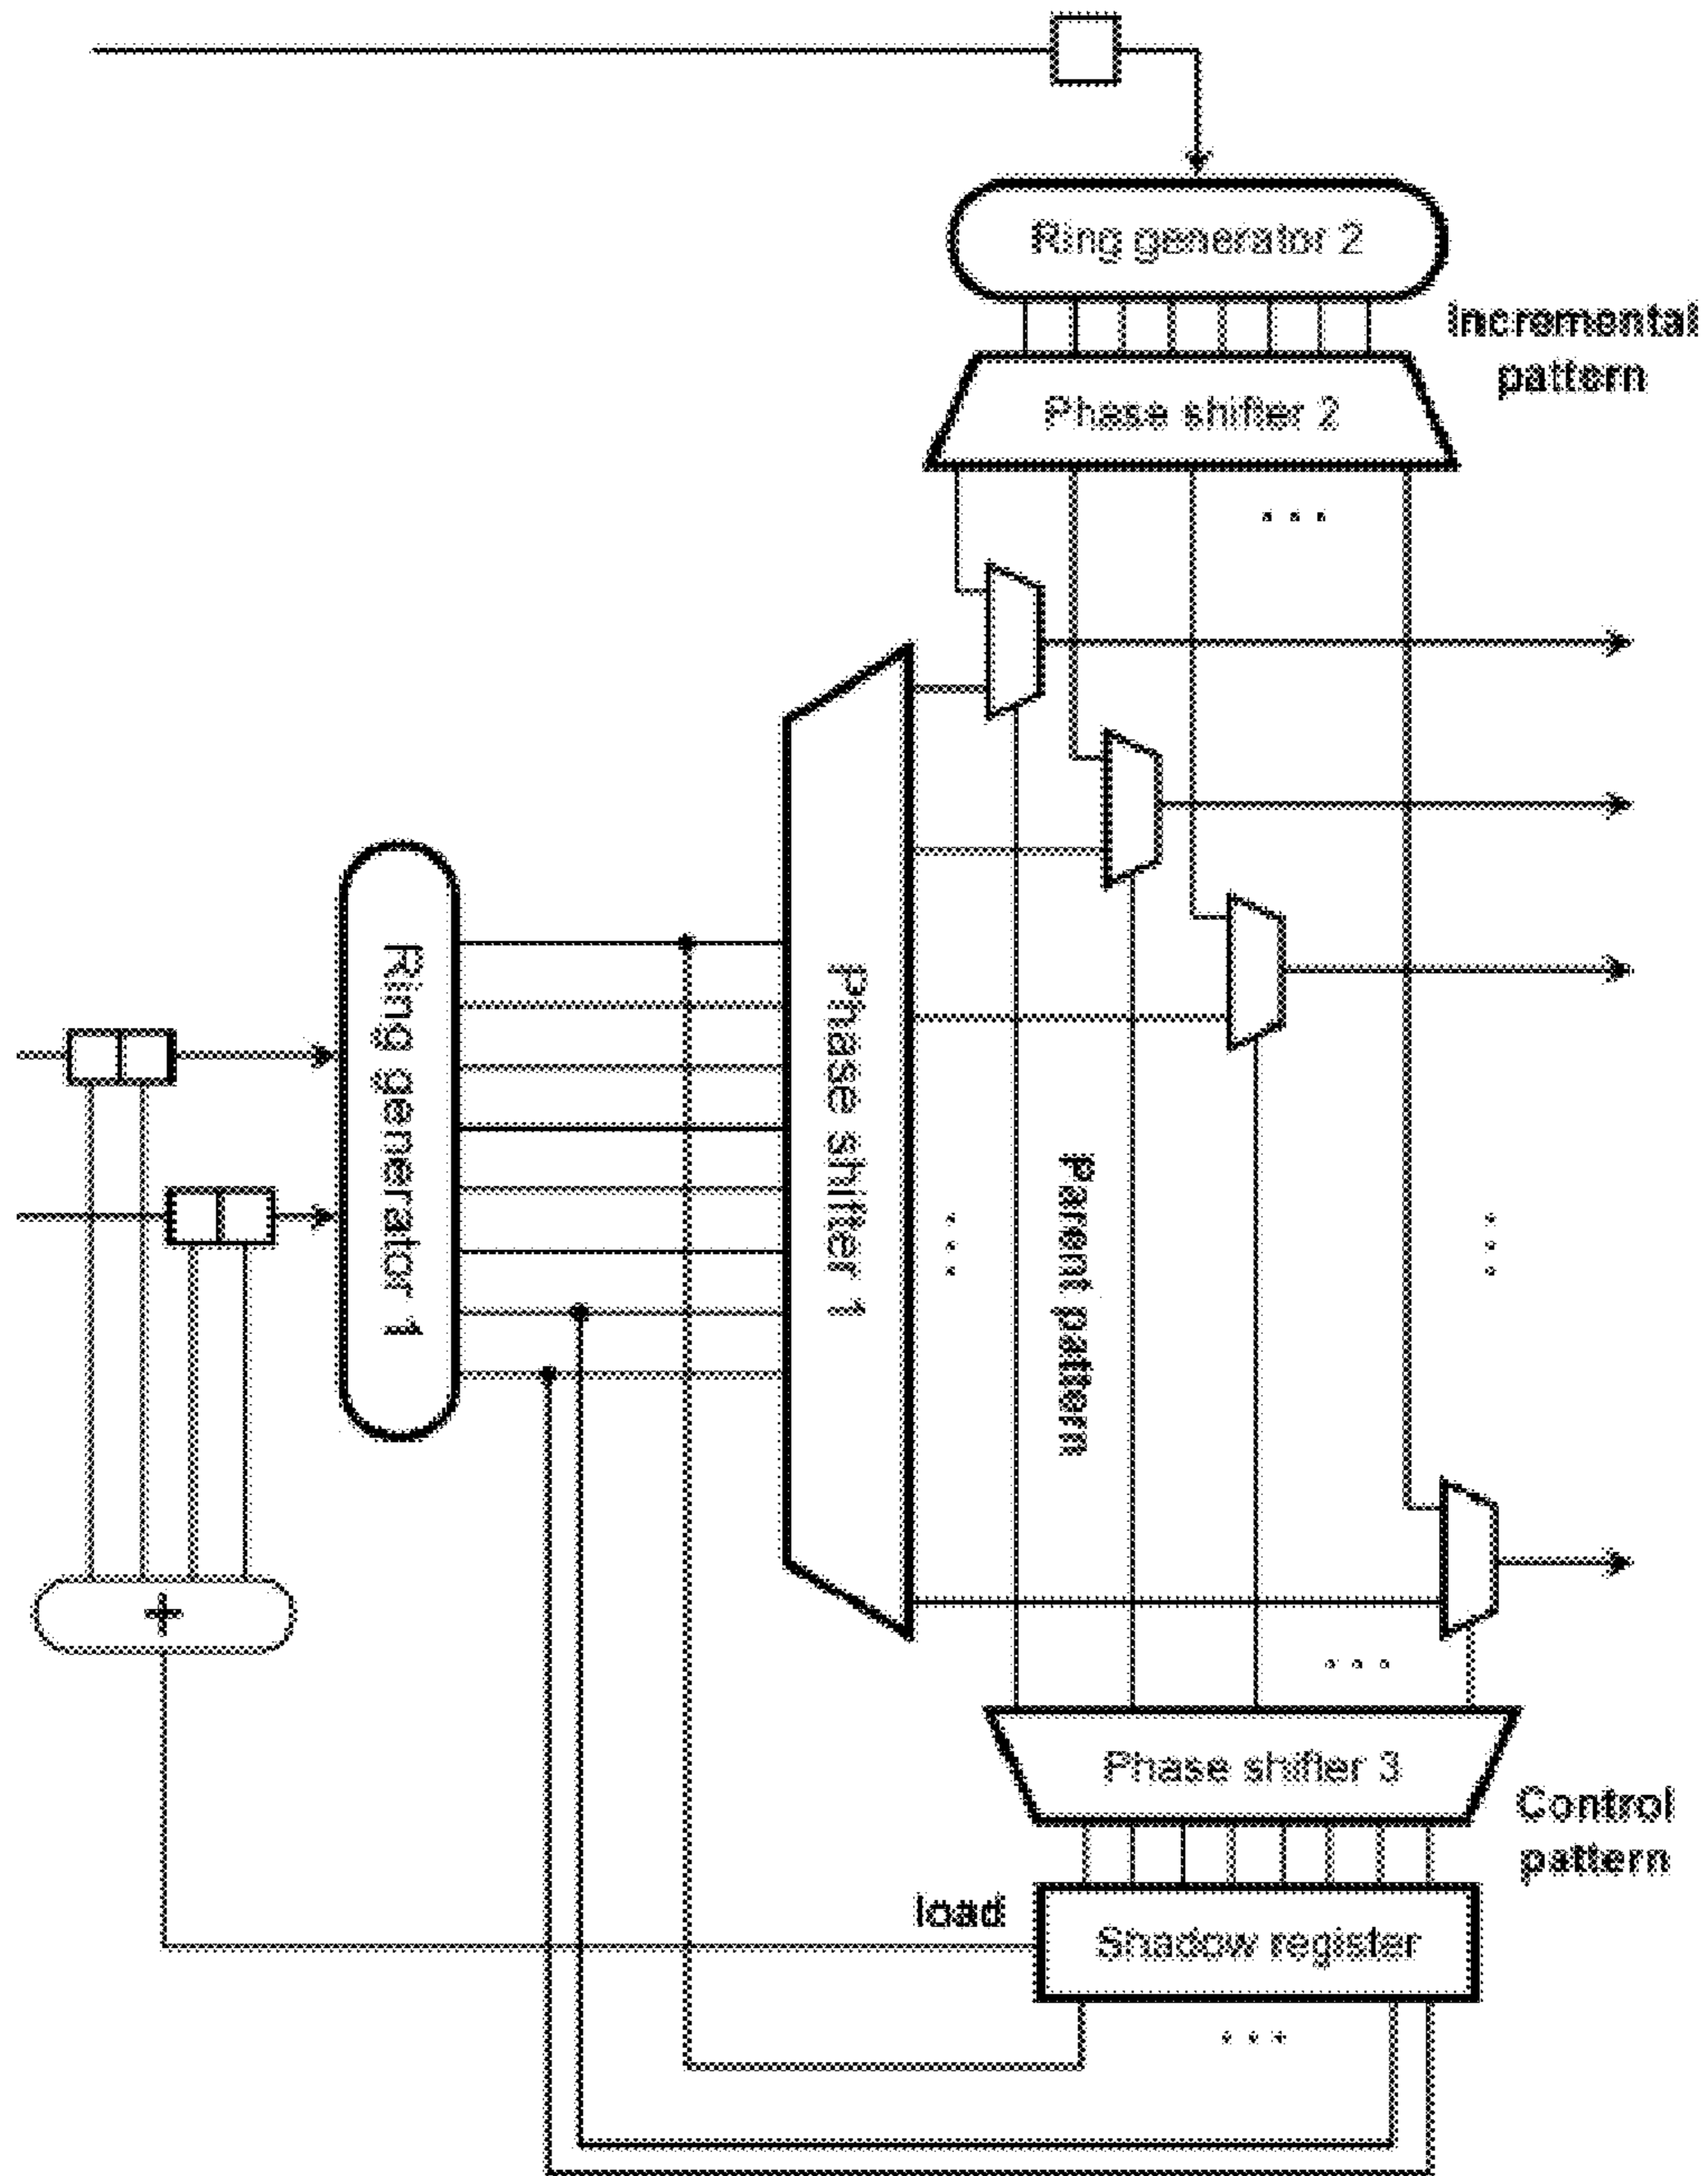 Ring generator 2
Incremental
pattern
Phase shifter 2
Ring generator 1
Phase shifter 1
Parent pattern
+
Phase shifter 3
Control
pattern
load
Shadow register